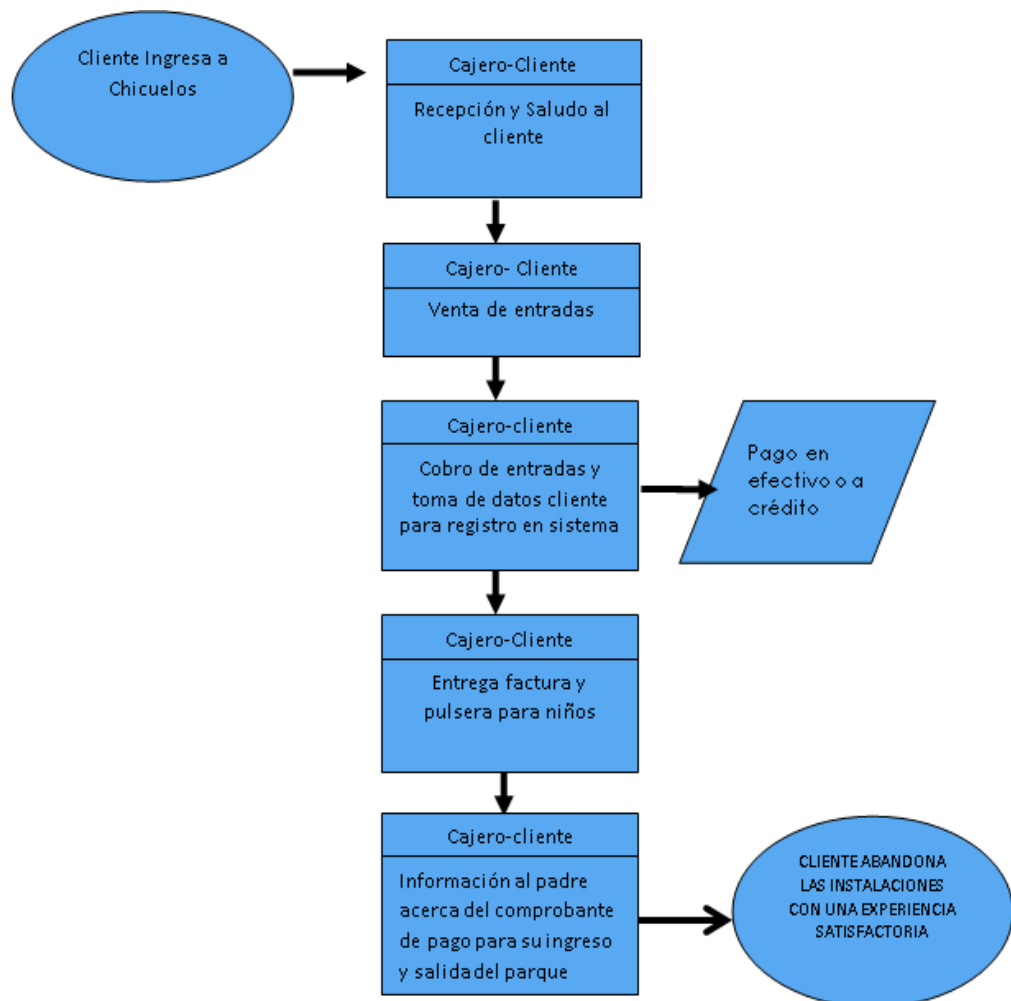 Cliente Ingresa a
Chicuelos
Cajero-Cliente
Recepción y Saludo al
cliente
Cajero- Cliente
Venta de entradas
Cajero-cliente
Cobro de entradas y
toma de datos cliente
para registro en sistema
Pago en
efectivo o a
crédito
Cajero-Cliente
Entrega factura y
pulsera para niños
Cajero-cliente
Información al padre
acerca del comprobante
de pago para su ingreso
y salida del parque
CLIENTE ABANDONA
LAS INSTALACIONES
CON UNA EXPERIENCIA
SATISFACTORIA